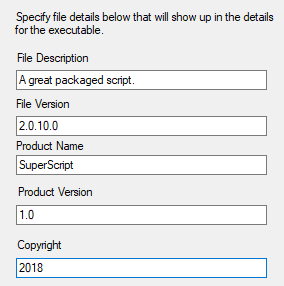 Specify file details below that will show up in the details
for the executable.
File Description
A great packaged script.
File Version
2.0.10.0
Product Name
SuperScript
Product Version
1.0
Copyright
2018